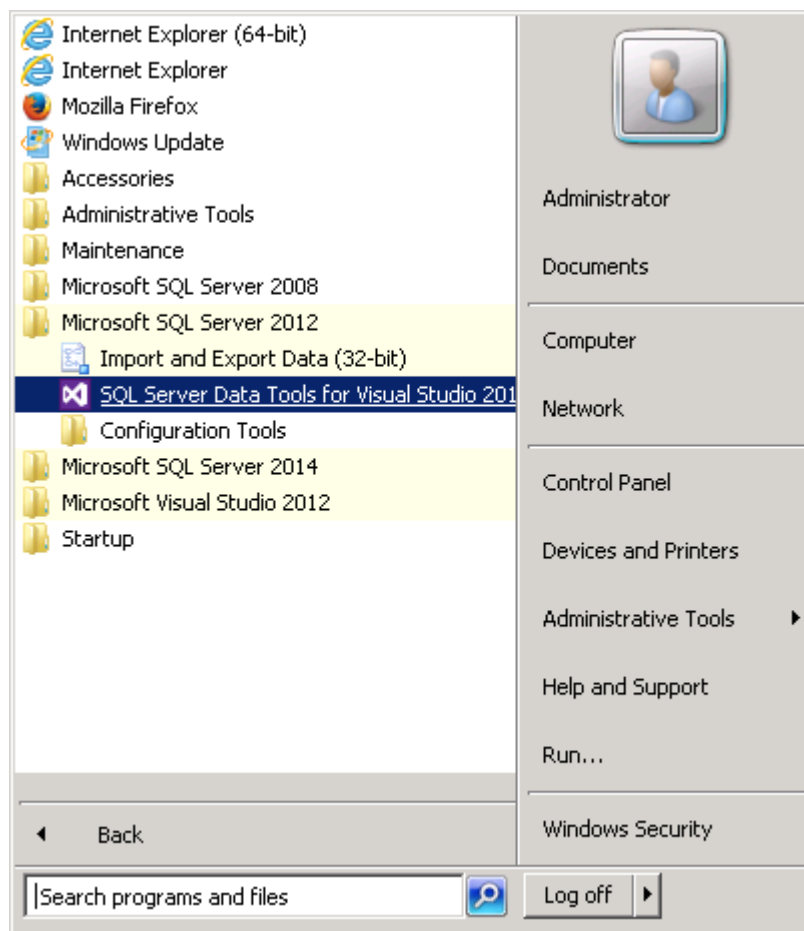 Internet Explorer (64-bit)
Internet Explorer
Mozilla Firefox
Windows Update
Accessories
Administrative Tools
Maintenance
Microsoft SQL Server 2008
Microsoft SQL Server 2012
Import and Export Data (32-bit)
SQL Server Data Tools for Visual Studio 201
Configuration Tools
Microsoft SQL Server 2014
Microsoft Visual Studio 2012
Startup
Back
Search programs and files
Administrator
Documents
Computer
Network
Control Panel
Devices and Printers
Administrative Tools
Help and Support
Run...
Windows Security
Log off